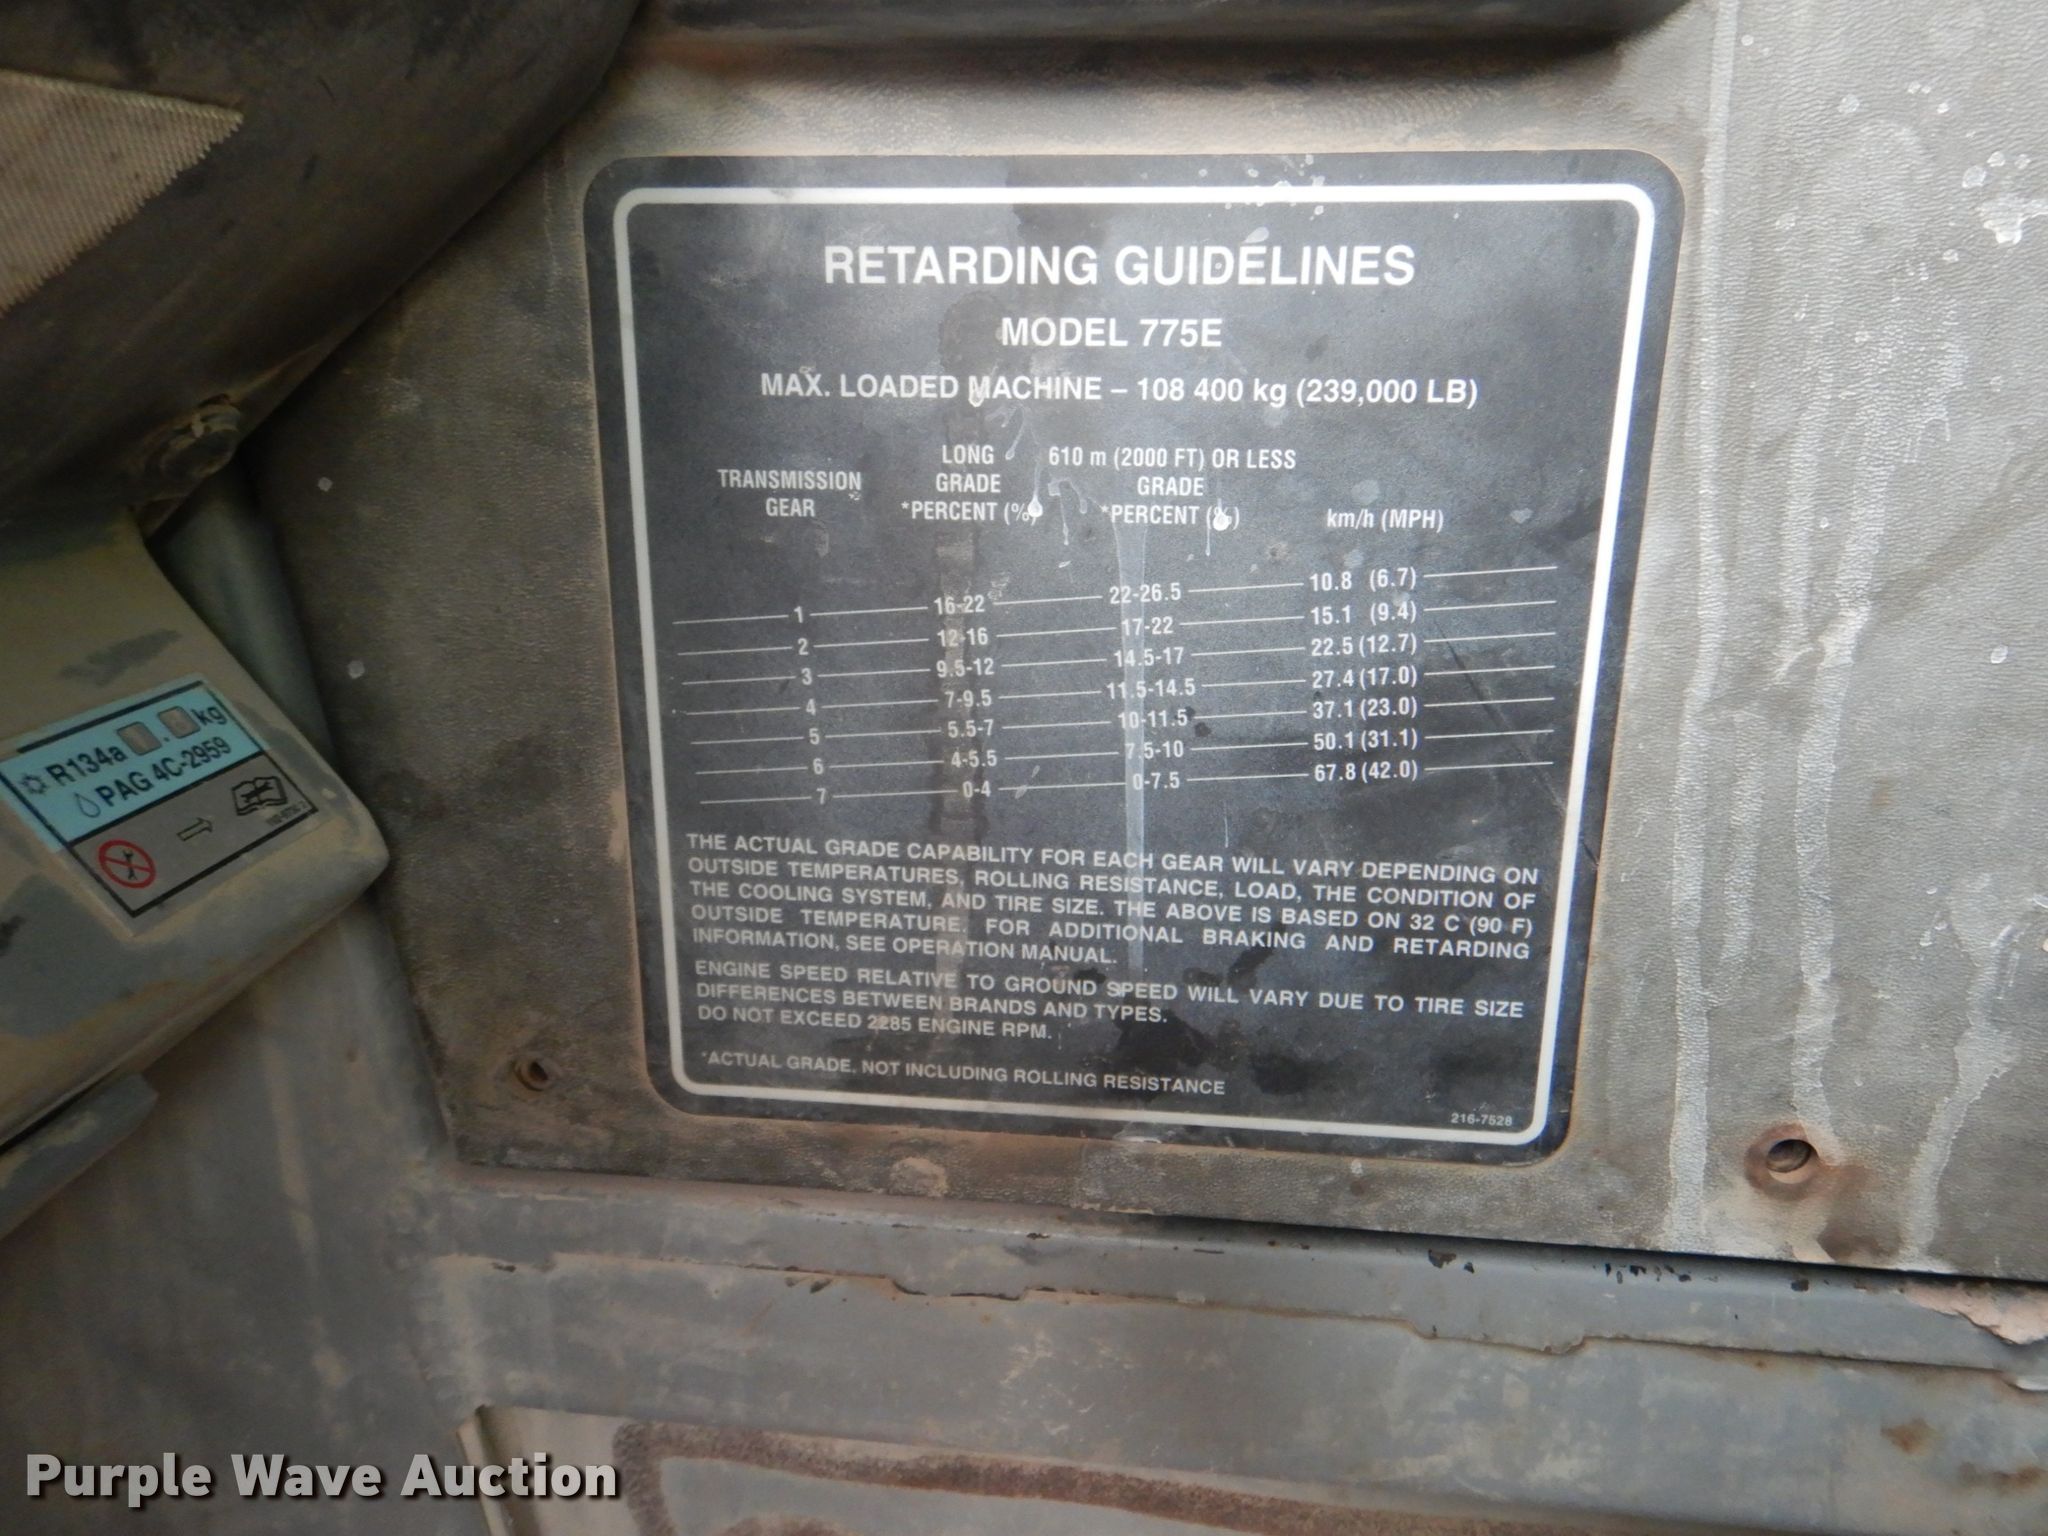 RETARDING GUIDELINES
MODEL 775E
MAX. LOADED MACHINE – 108 400 kg (239,000 LB)
TRANSMISSION GEAR LONG GRADE *PERCENT (%) 610 m (2000 FT) OR LESS GRADE *PERCENT (%) km/h (MPH)
1 16-22 22-26.5 10.8 (6.7)
2 12-16 17-22 15.1 (9.4)
3 9.5-12 14.5-17 22.5 (12.7)
4 7-9.5 11.5-14.5 27.4 (17.0)
5 5.5-7 10-11.5 37.1 (23.0)
6 4-5.5 7.5-10 50.1 (31.1)
7 0-4 0-7.5 67.8 (42.0)
THE ACTUAL GRADE CAPABILITY FOR EACH GEAR WILL VARY DEPENDING ON
OUTSIDE TEMPERATURES, ROLLING RESISTANCE, LOAD, THE CONDITION OF
THE COOLING SYSTEM, AND TIRE SIZE. THE ABOVE IS BASED ON 32 C (90 F)
OUTSIDE TEMPERATURE. FOR ADDITIONAL BRAKING AND RETARDING
INFORMATION, SEE OPERATION MANUAL.
ENGINE SPEED RELATIVE TO GROUND SPEED WILL VARY DUE TO TIRE SIZE
DIFFERENCES BETWEEN BRANDS AND TYPES.
DO NOT EXCEED 2285 ENGINE RPM.
*ACTUAL GRADE, NOT INCLUDING ROLLING RESISTANCE
216-7528
R134a . kg
PAG 4C-2959
Purple Wave Auction